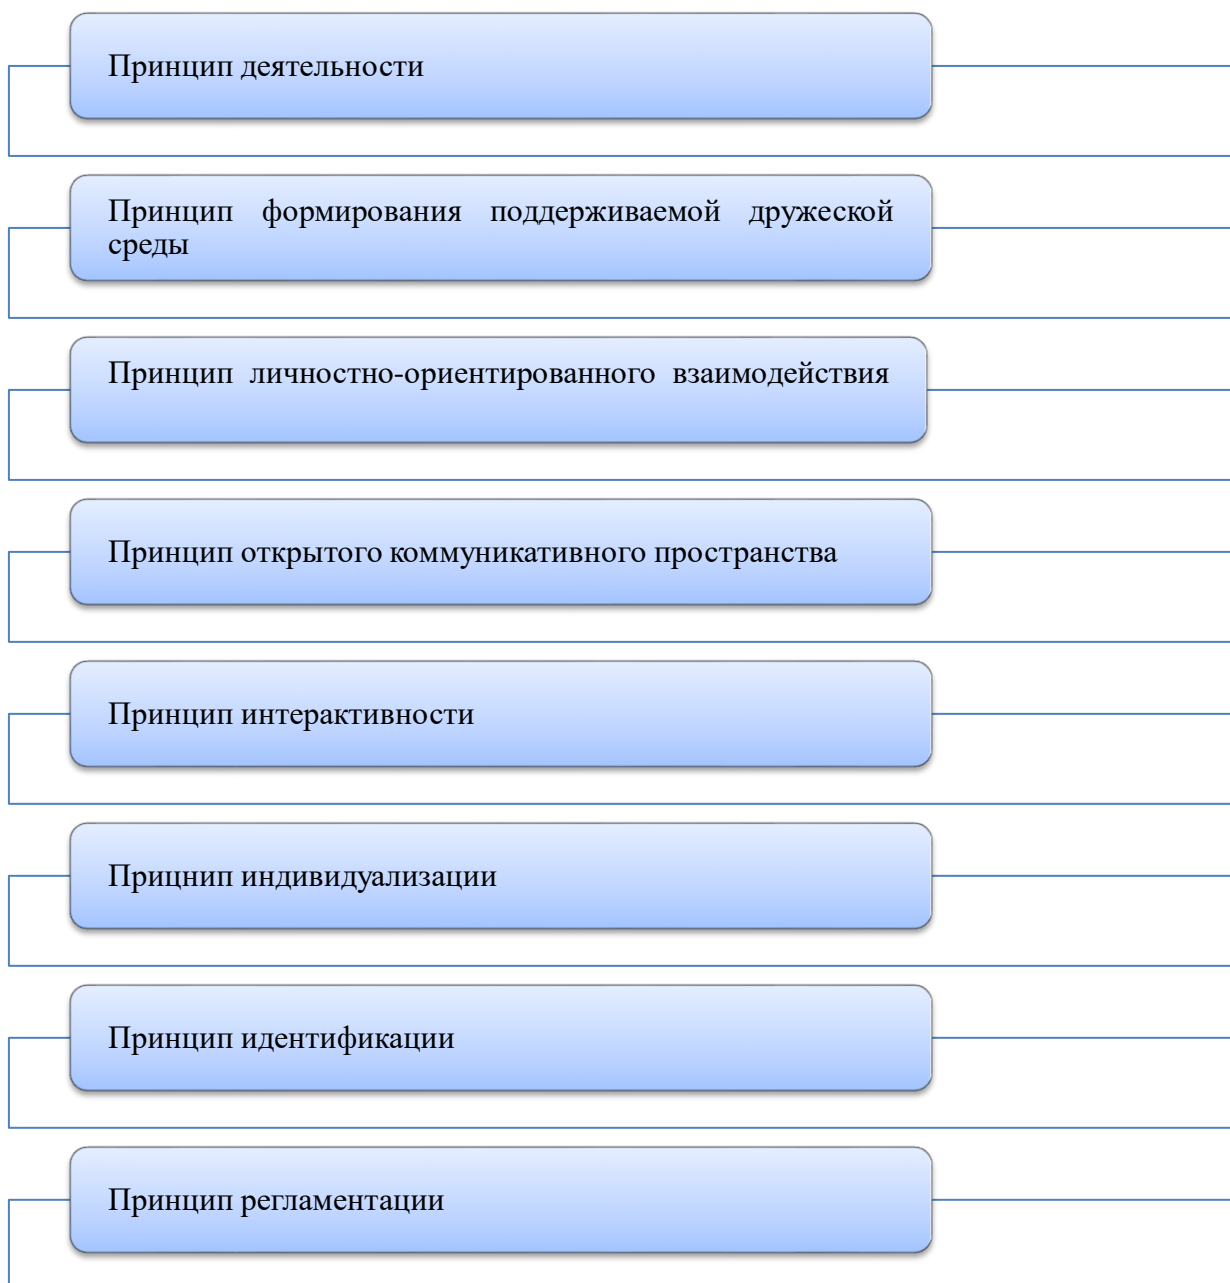 Принцип деятельности
Принцип формирования поддерживаемой дружеской
среды
Принцип личностно-ориентированного взаимодействия
Принцип открытого коммуникативного пространства
Принцип интерактивности
Прицнип индивидуализации
Принцип идентификации
Принцип регламентации